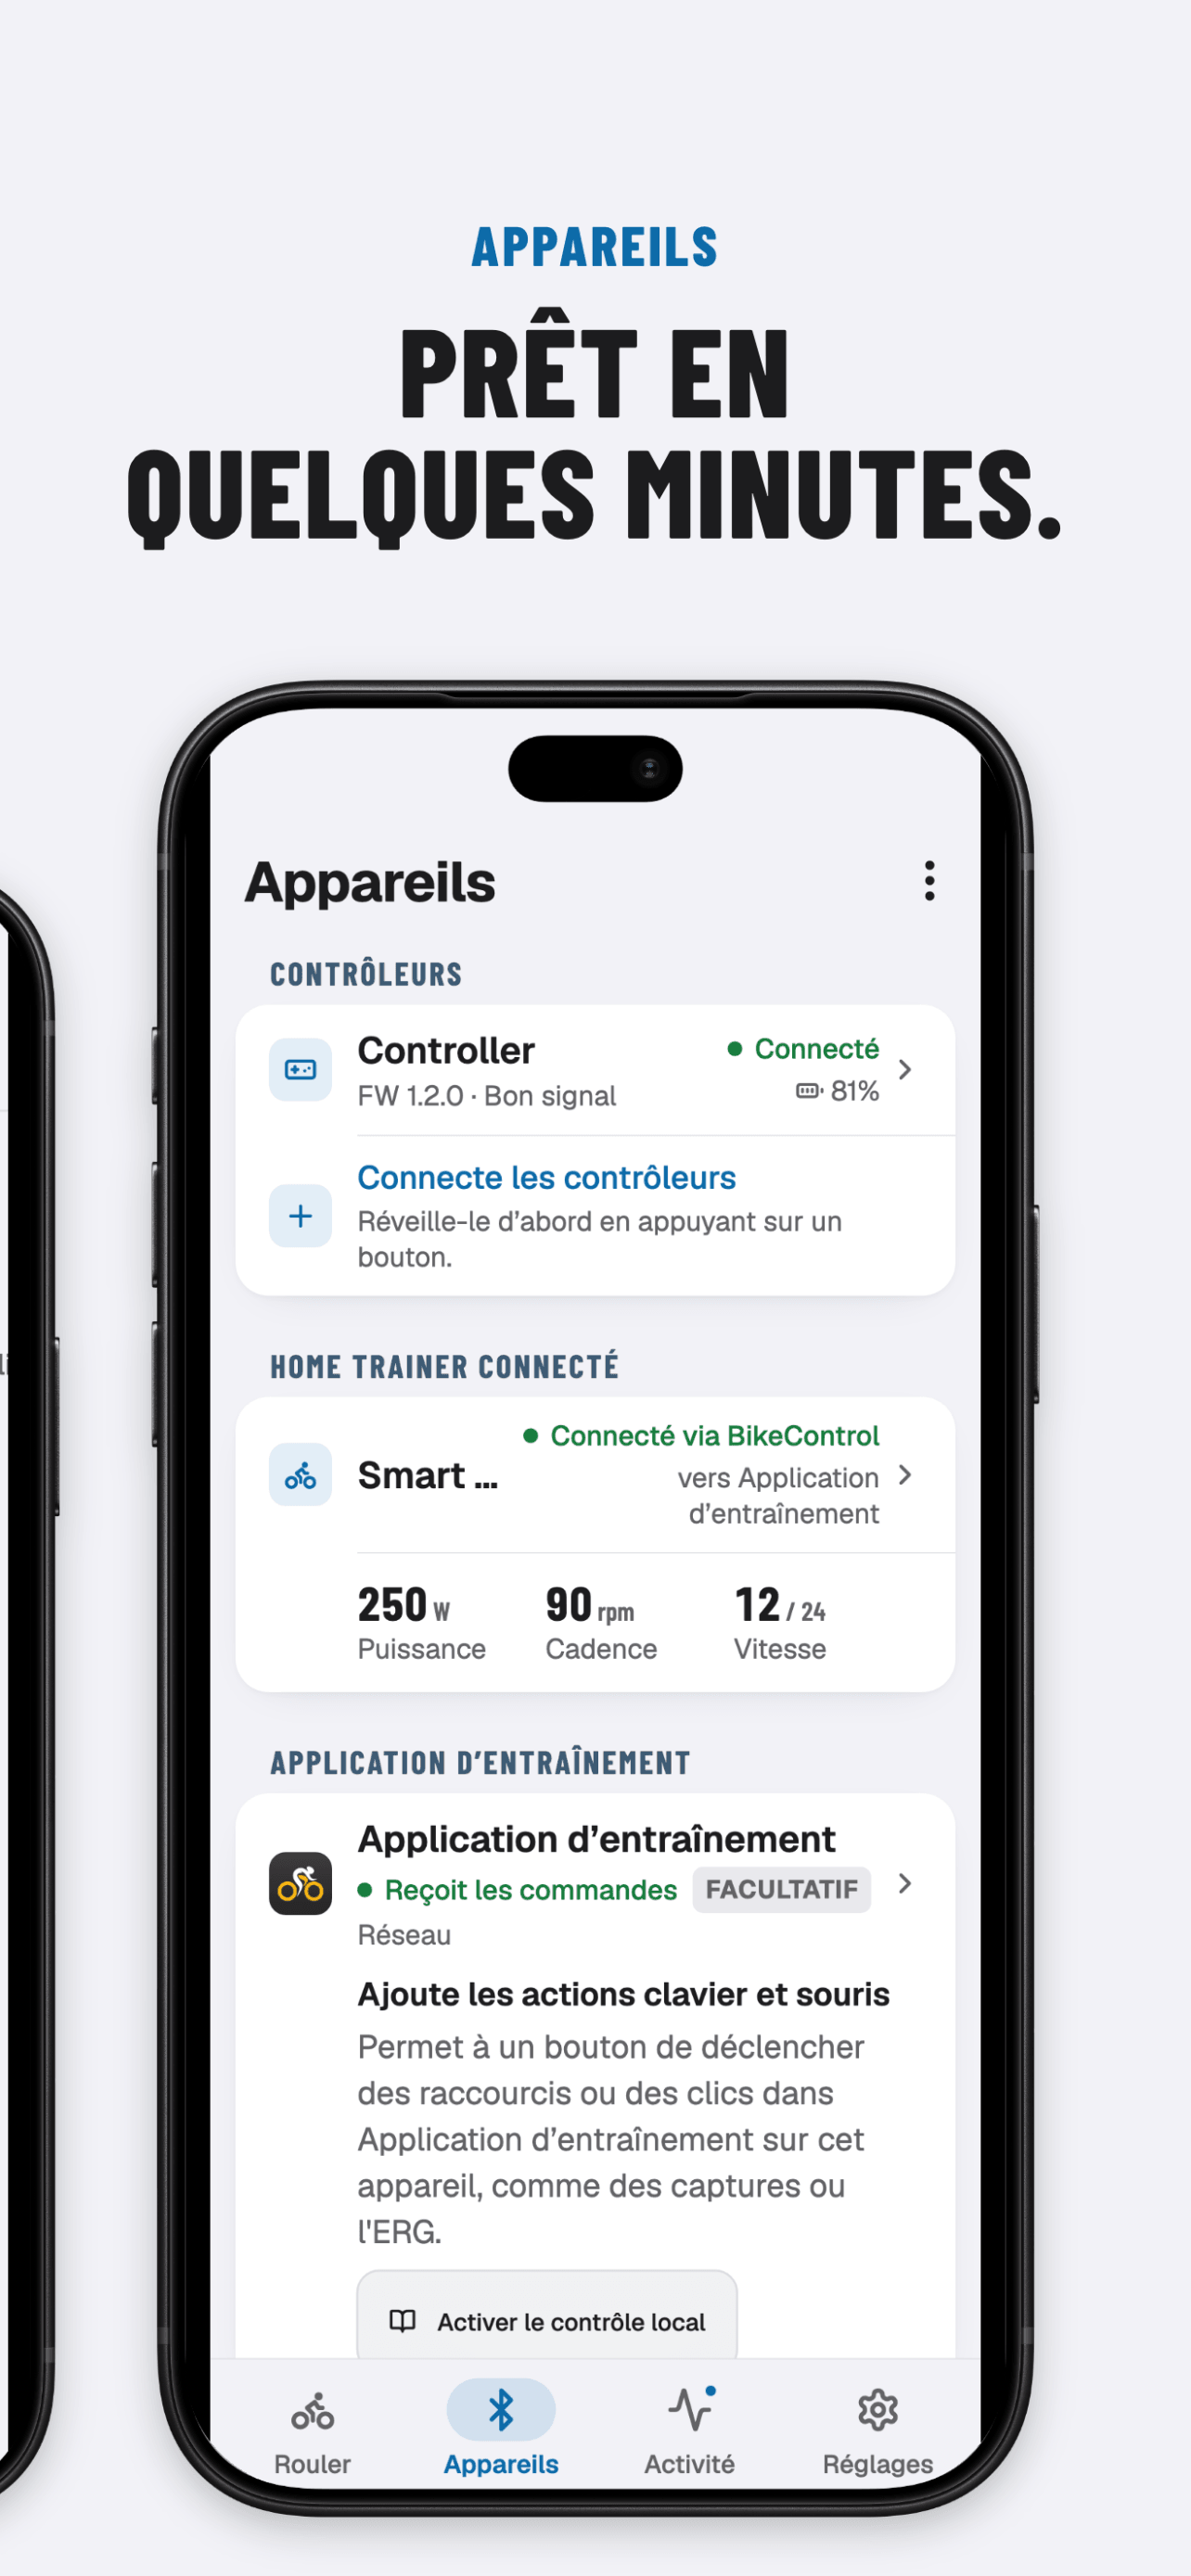 APPAREILS
PRÊT EN
QUELQUES MINUTES.
Appareils
CONTRÔLEURS
Controller
Connecté
FW 1.2.0 · Bon signal
81%
Connecte les contrôleurs
Réveille-le d’abord en appuyant sur un
bouton.
HOME TRAINER CONNECTÉ
Connecté via BikeControl
Smart ...
vers Application
d’entraînement
250 W
90 rpm
12 / 24
Puissance
Cadence
Vitesse
APPLICATION D’ENTRAÎNEMENT
Application d’entraînement
Reçoit les commandes
FACULTATIF
Réseau
Ajoute les actions clavier et souris
Permet à un bouton de déclencher
des raccourcis ou des clics dans
Application d’entraînement sur cet
appareil, comme des captures ou
l'ERG.
Activer le contrôle local
Rouler
Appareils
Activité
Réglages